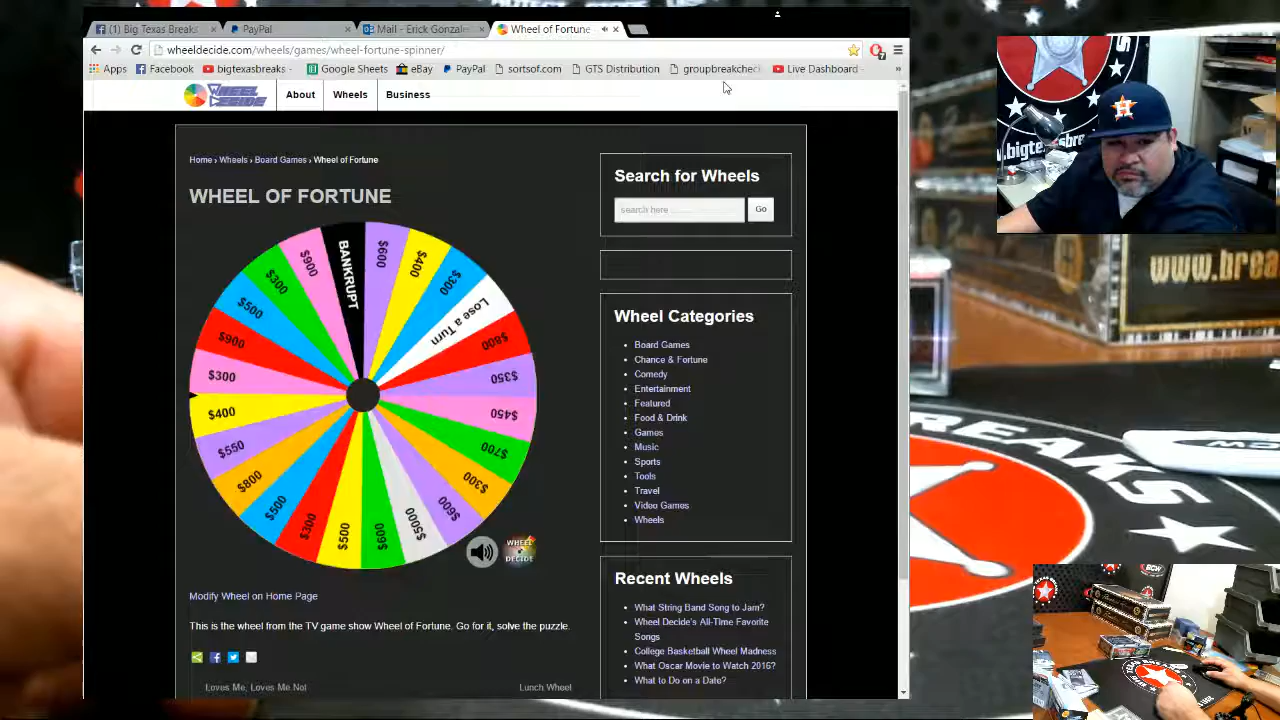 (1) Big Texas Breaks
PayPal
Mail - Erick Gonzale
Wheel of Fortune
wheeldecide.com/wheels/games/wheel-fortune-spinner/
Apps
Facebook
bigtexasbreaks
Google Sheets
eBay
PayPal
sortsof.com
GTS Distribution
groupbreakcheck
Live Dashboard
WHEEL DECIDE
About
Wheels
Business
Home › Wheels › Board Games › Wheel of Fortune
WHEEL OF FORTUNE
BANKRUPT
$600
$400
$300
Lose a Turn
$800
$350
$450
$700
$300
$600
$5000
$600
$500
$300
$500
$800
$550
$400
$300
$900
$500
$300
$900
WHEEL
DECIDE
Modify Wheel on Home Page
This is the wheel from the TV game show Wheel of Fortune. Go for it, solve the puzzle.
Loves Me, Loves Me Not
Lunch Wheel
Search for Wheels
search here
Go
Wheel Categories
Board Games
Chance & Fortune
Comedy
Entertainment
Featured
Food & Drink
Games
Music
Sports
Tools
Travel
Video Games
Wheels
Recent Wheels
What String Band Song to Jam?
Wheel Decide's All-Time Favorite
Songs
College Basketball Wheel Madness
What Oscar Movie to Watch 2016?
What to Do on a Date?
www.bigtexasbre
www.brea
BREAKS